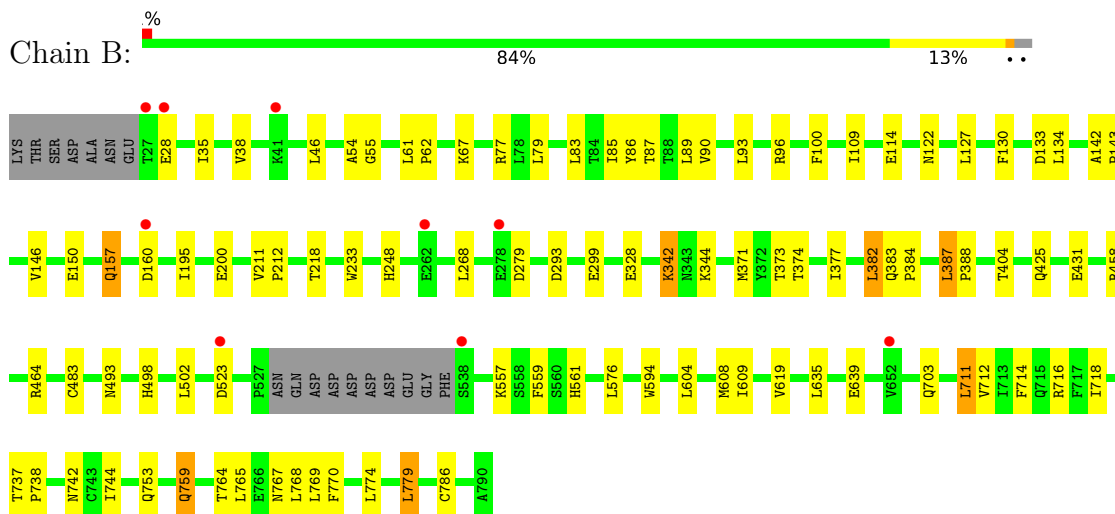 .%
Chain B:
84% 13% • •
LYS THR SER ASP ALA ASN GLU T27 E28 I35 V38 K41 L46 A54 G55 L61 P62 K67 R77 L78 L79 L83 T84 I85 Y86 T87 T88 L89 V90 L93 R96 F100 I109 E114 N122 L127 F130 D133 L134 A142
V146 E150 Q157 D160 I195 E200 V211 P212 T218 W233 H248 E262 L268 E278 D279 D293 E299 E328 K342 N343 K344 M371 Y372 T373 T374 I377 L382 Q383 P384 L387 P388 T404 Q425 E431
R464 C483 N493 H498 L502 D523 P527 ASN GLN ASP ASP ASP ASP ASP GLU GLY PHE S538 K557 S558 F559 S560 H561 L576 W594 L604 M608 I609 V619 L635 E639 V652 Q703 L711 V712 I713 F714 Q715 R716 F717 I718
T737 P738 N742 C743 I744 Q753 Q759 T764 L765 E766 N767 L768 L769 F770 L774 L779 C786 A790